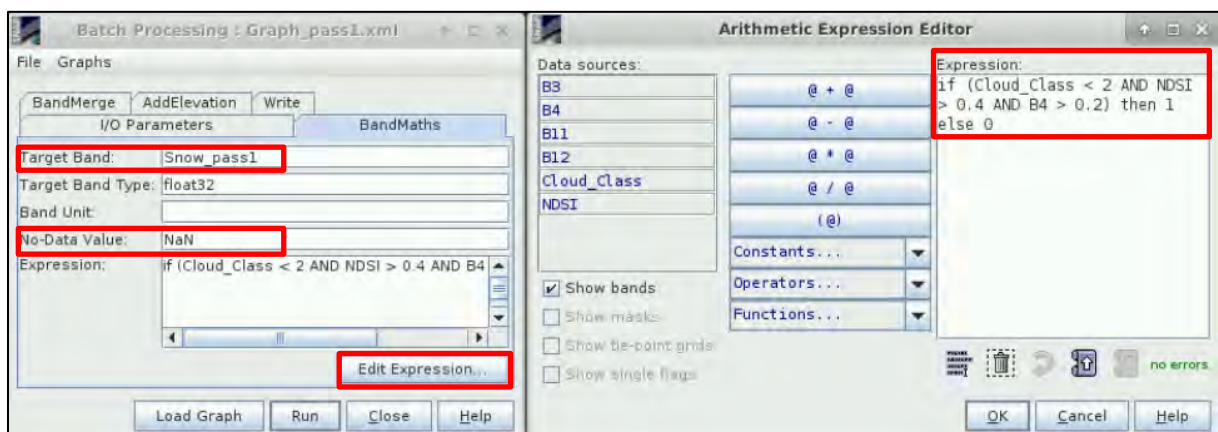 Batch Processing : Graph_pass1.xml
File Graphs
BandMerge AddElevation Write
I/O Parameters BandMaths
Target Band: Snow_pass1
Target Band Type: float32
Band Unit:
No-Data Value: NaN
Expression: if (Cloud_Class < 2 AND NDSI > 0.4 AND B4
Edit Expression...
Load Graph Run Close Help
Arithmetic Expression Editor
Data sources:
B3
B4
B11
B12
Cloud_Class
NDSI
Show bands
Show masks
Show tie-point grids
Show single flags
@ + @
@ - @
@ * @
@ / @
(@)
Constants...
Operators...
Functions...
Expression:
if (Cloud_Class < 2 AND NDSI
> 0.4 AND B4 > 0.2) then 1
else 0
no errors
OK Cancel Help